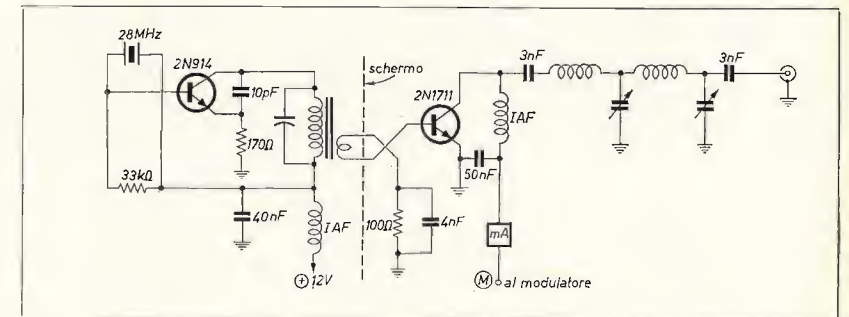 28MHz
2N914
10pF
170Ω
33kΩ
40nF
IAF
⊕12V
schermo
100Ω
4nF
2N1711
50nF
IAF
mA
Ⓜ al modulatore
3nF
3nF